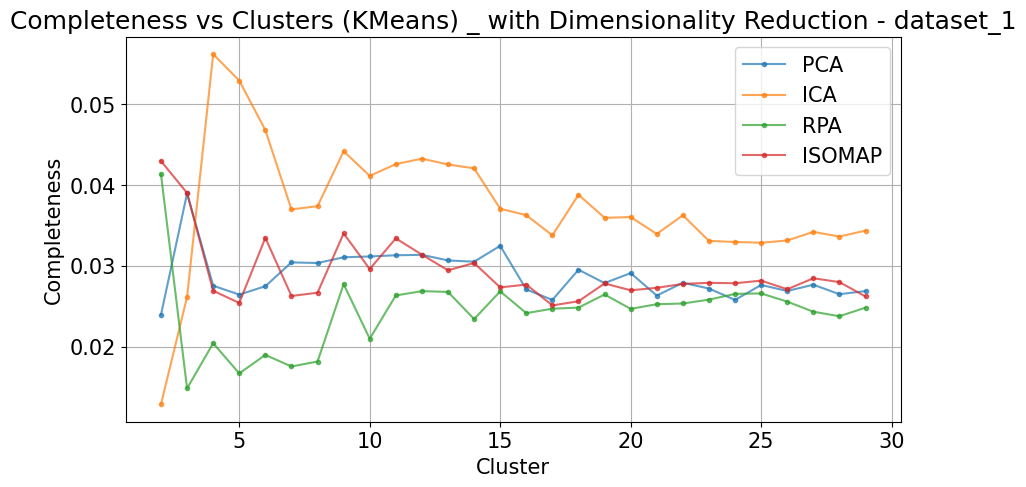 Completeness vs Clusters (KMeans) _ with Dimensionality Reduction - dataset_1
PCA
ICA
RPA
ISOMAP
Completeness
0.05
0.04
0.03
0.02
5
10
15
20
25
30
Cluster